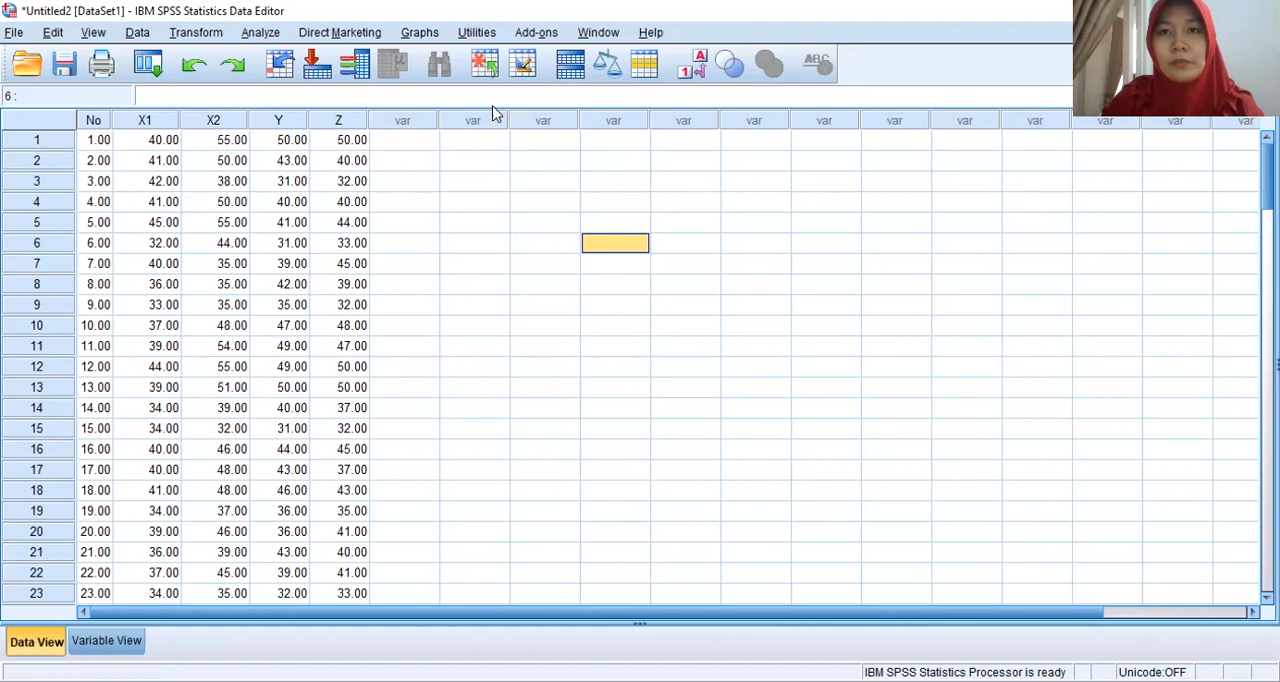 *Untitled2 [DataSet1] - IBM SPSS Statistics Data Editor
File Edit View Data Transform Analyze Direct Marketing Graphs Utilities Add-ons Window Help
6 :
No X1 X2 Y Z var var var var var var var var var var var var var
1 1.00 40.00 55.00 50.00 50.00
2 2.00 41.00 50.00 43.00 40.00
3 3.00 42.00 38.00 31.00 32.00
4 4.00 41.00 50.00 40.00 40.00
5 5.00 45.00 55.00 41.00 44.00
6 6.00 32.00 44.00 31.00 33.00
7 7.00 40.00 35.00 39.00 45.00
8 8.00 36.00 35.00 42.00 39.00
9 9.00 33.00 35.00 35.00 32.00
10 10.00 37.00 48.00 47.00 48.00
11 11.00 39.00 54.00 49.00 47.00
12 12.00 44.00 55.00 49.00 50.00
13 13.00 39.00 51.00 50.00 50.00
14 14.00 34.00 39.00 40.00 37.00
15 15.00 34.00 32.00 31.00 32.00
16 16.00 40.00 46.00 44.00 45.00
17 17.00 40.00 48.00 43.00 37.00
18 18.00 41.00 48.00 46.00 43.00
19 19.00 34.00 37.00 36.00 35.00
20 20.00 39.00 46.00 36.00 41.00
21 21.00 36.00 39.00 43.00 40.00
22 22.00 37.00 45.00 39.00 41.00
23 23.00 34.00 35.00 32.00 33.00
Data View Variable View
IBM SPSS Statistics Processor is ready Unicode:OFF